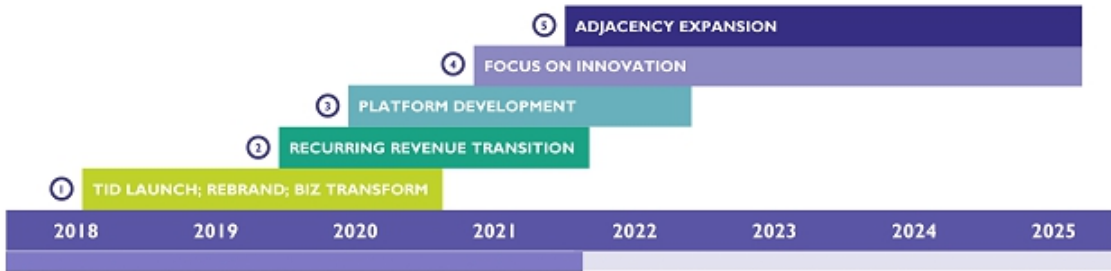 5 ADJACENCY EXPANSION
4 FOCUS ON INNOVATION
3 PLATFORM DEVELOPMENT
2 RECURRING REVENUE TRANSITION
1 TID LAUNCH; REBRAND; BIZ TRANSFORM
2018 2019 2020 2021 2022 2023 2024 2025